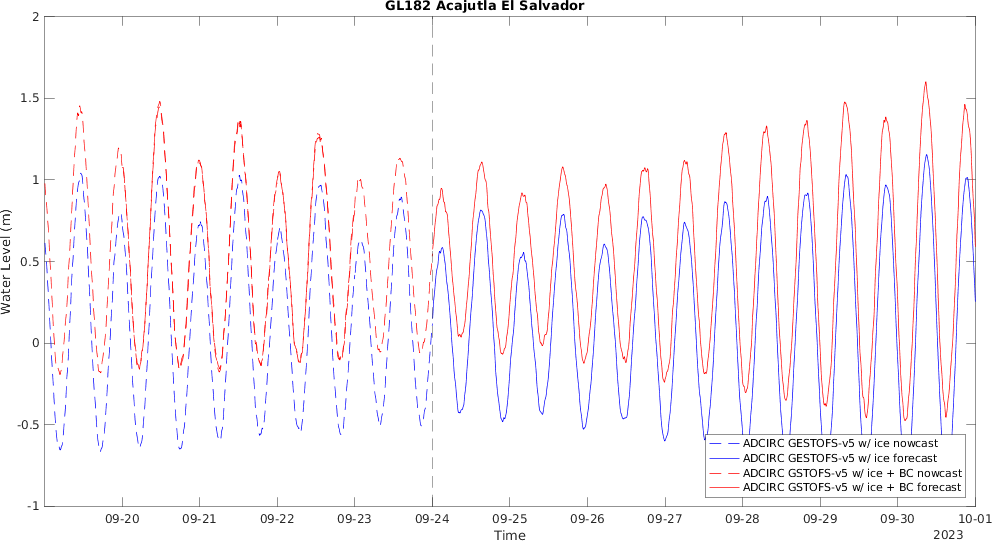 GL182 Acajutla El Salvador
Water Level (m)
2
1.5
1
0.5
0
-0.5
-1
ADCIRC GESTOFS-v5 w/ ice nowcast
ADCIRC GESTOFS-v5 w/ ice forecast
ADCIRC GSTOFS-v5 w/ ice + BC nowcast
ADCIRC GSTOFS-v5 w/ ice + BC forecast
09-20 09-21 09-22 09-23 09-24 09-25 09-26 09-27 09-28 09-29 09-30 10-01
Time
2023